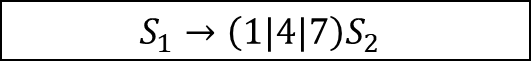 S₁ → (1|4|7)S₂